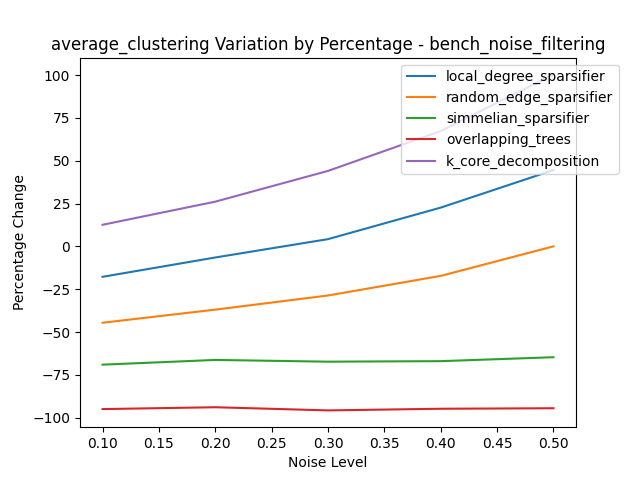 average_clustering Variation by Percentage - bench_noise_filtering
local_degree_sparsifier
random_edge_sparsifier
simmelian_sparsifier
overlapping_trees
k_core_decomposition
Percentage Change
100
75
50
25
0
−25
−50
−75
−100
0.10 0.15 0.20 0.25 0.30 0.35 0.40 0.45 0.50
Noise Level